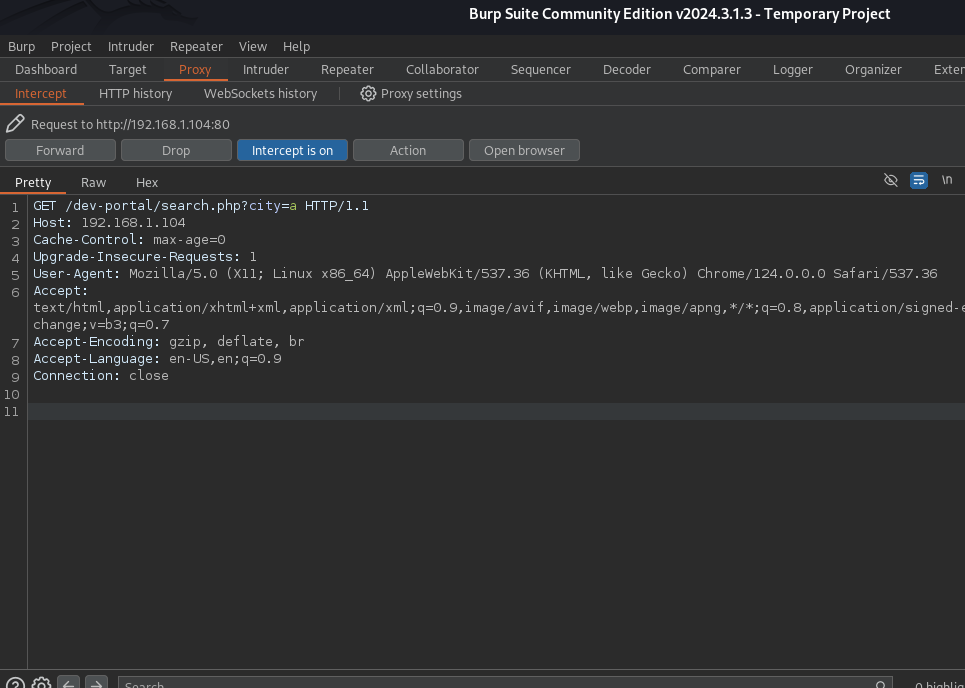 Burp Suite Community Edition v2024.3.1.3 - Temporary Project
Burp Project Intruder Repeater View Help
Dashboard Target Proxy Intruder Repeater Collaborator Sequencer Decoder Comparer Logger Organizer Exten
Intercept HTTP history WebSockets history Proxy settings
Request to http://192.168.1.104:80
Forward Drop Intercept is on Action Open browser
Pretty Raw Hex \n
1 GET /dev-portal/search.php?city=a HTTP/1.1
2 Host: 192.168.1.104
3 Cache-Control: max-age=0
4 Upgrade-Insecure-Requests: 1
5 User-Agent: Mozilla/5.0 (X11; Linux x86_64) AppleWebKit/537.36 (KHTML, like Gecko) Chrome/124.0.0.0 Safari/537.36
6 Accept:
text/html,application/xhtml+xml,application/xml;q=0.9,image/avif,image/webp,image/apng,*/*;q=0.8,application/signed-e
change;v=b3;q=0.7
7 Accept-Encoding: gzip, deflate, br
8 Accept-Language: en-US,en;q=0.9
9 Connection: close
10
11
Search 0 highlig